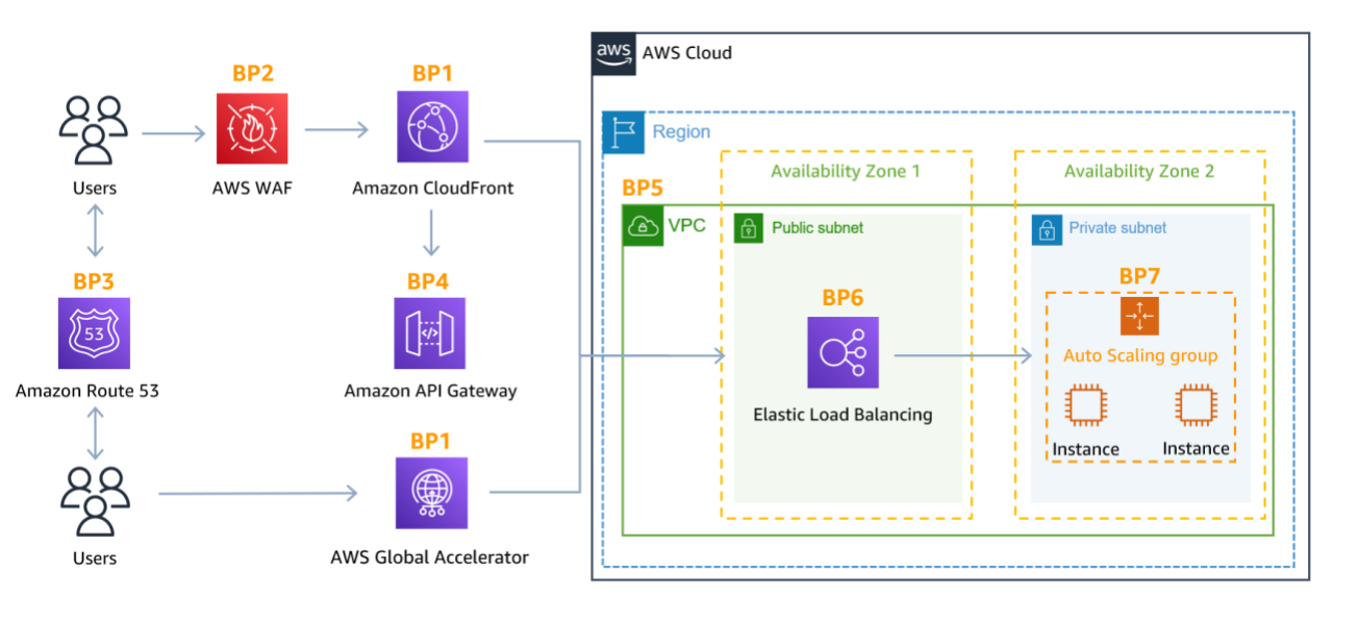 aws
AWS Cloud
BP2
BP1
Region
Availability Zone 1
Availability Zone 2
Users
AWS WAF
Amazon CloudFront
BP5
VPC
Public subnet
Private subnet
BP3
BP4
BP6
BP7
53
</>
Auto Scaling group
Amazon Route 53
Amazon API Gateway
Elastic Load Balancing
Instance
Instance
BP1
Users
AWS Global Accelerator